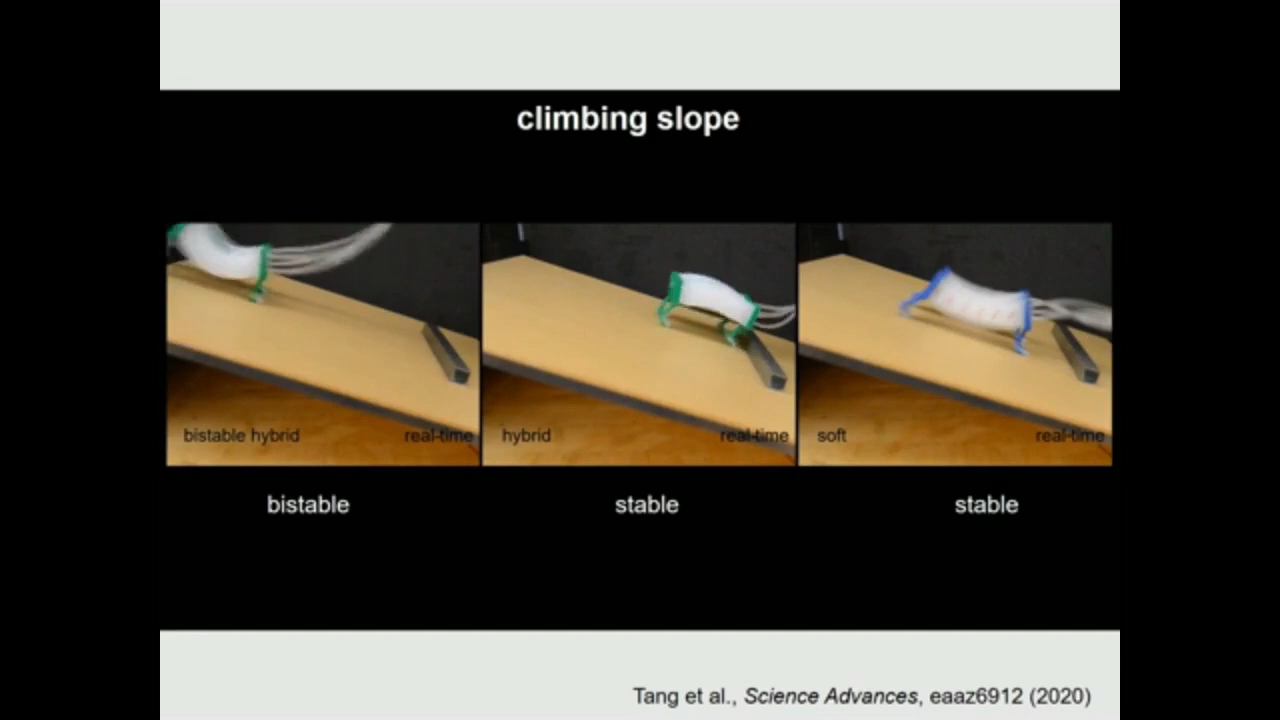 climbing slope
bistable hybrid
real-time
hybrid
real-time
soft
real-time
bistable
stable
stable
Tang et al., Science Advances, eaaz6912 (2020)